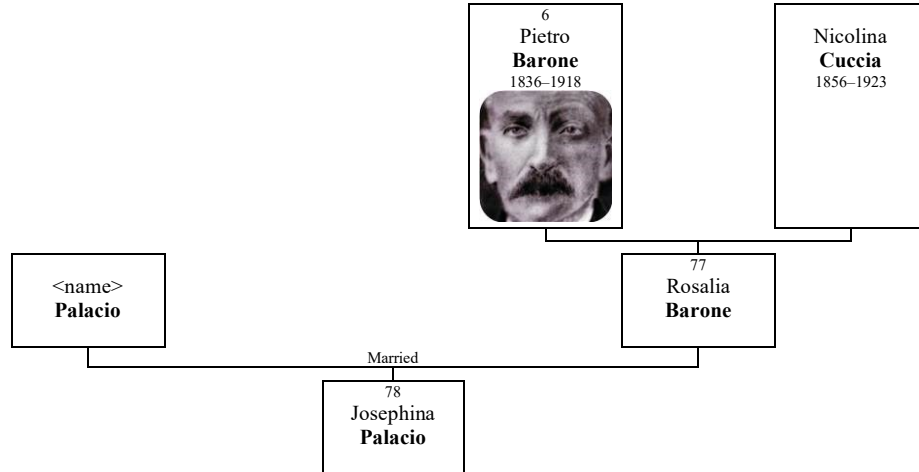 6
Pietro
Barone
1836–1918
Nicolina
Cuccia
1856–1923
<name>
Palacio
77
Rosalia
Barone
Married
78
Josephina
Palacio